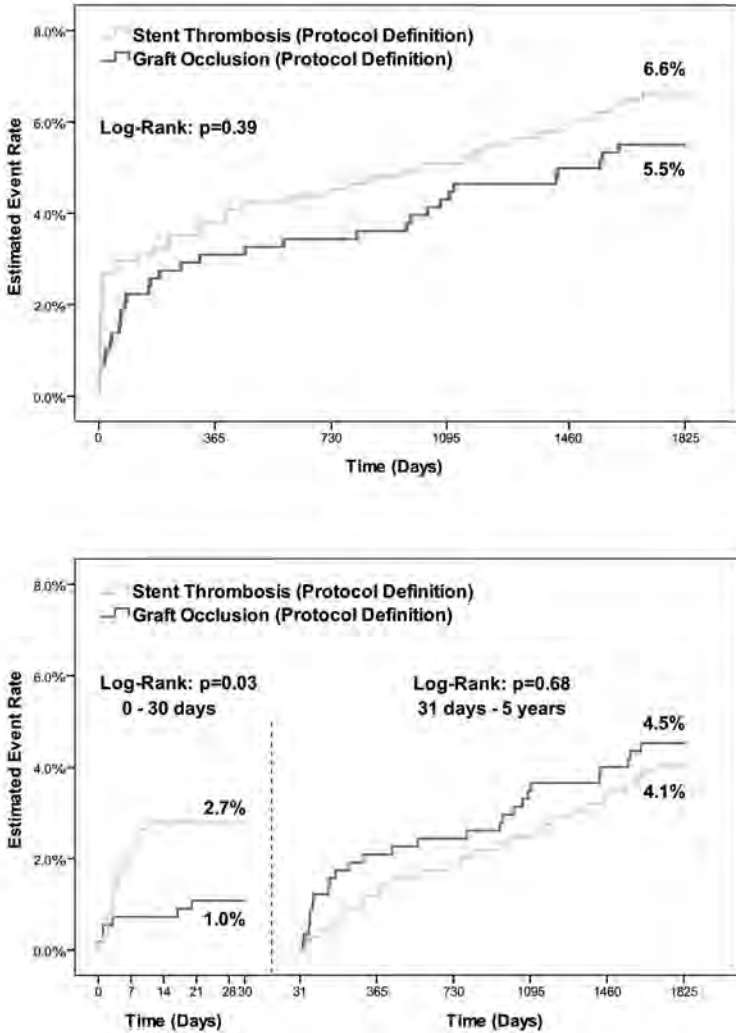 8.0%
Stent Thrombosis (Protocol Definition)
Graft Occlusion (Protocol Definition)
6.6%
6.0%
Log-Rank: p=0.39
5.5%
Estimated Event Rate
4.0%
2.0%
0.0%
0 365 730 1095 1460 1825
Time (Days)
8.0%
Stent Thrombosis (Protocol Definition)
Graft Occlusion (Protocol Definition)
6.0%
Log-Rank: p=0.03
0 - 30 days
Log-Rank: p=0.68
31 days - 5 years
4.5%
Estimated Event Rate
4.0%
4.1%
2.7%
2.0%
1.0%
0.0%
0 7 14 21 28 30
31 365 730 1095 1460 1825
Time (Days)
Time (Days)